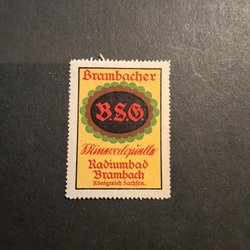 Brambacher
B.S.G.
Mineralquelle
Radiumbad
Brambach
Königreich Sachsen.